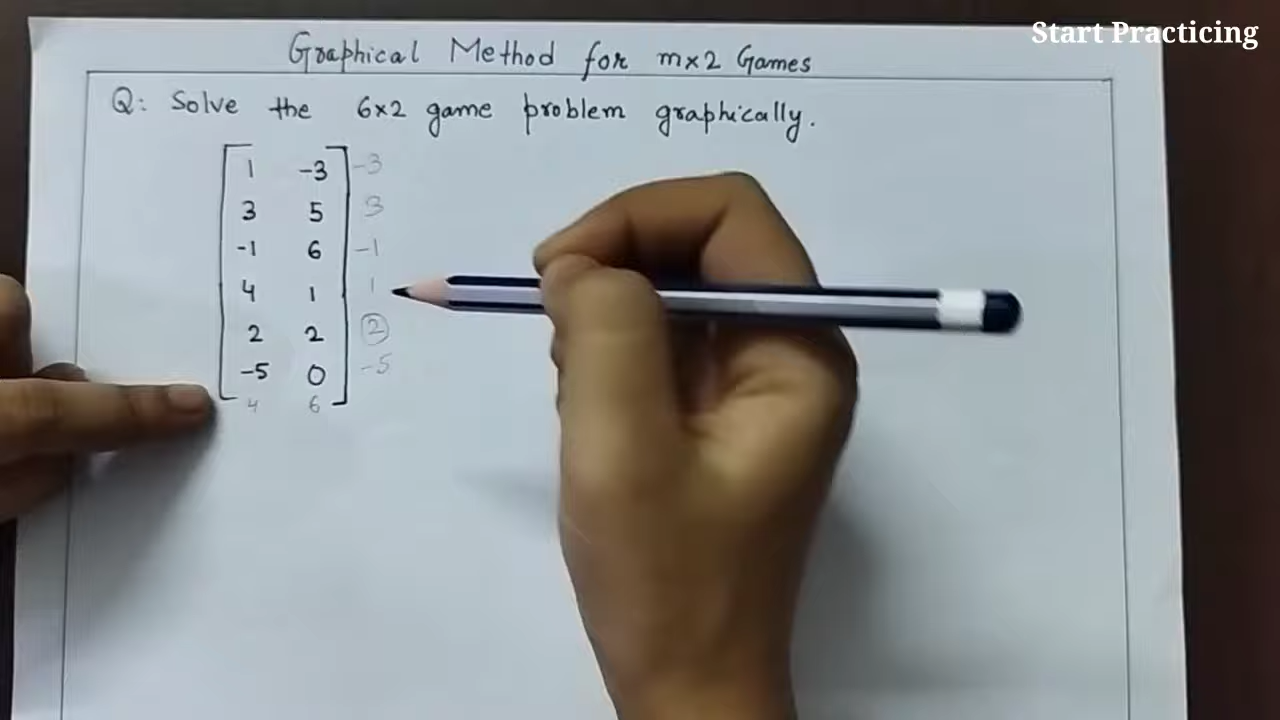 Start Practicing
Graphical Method for m×2 Games
Q: Solve the 6×2 game problem graphically.
1 -3 -3
3 5 3
-1 6 -1
4 1 1
2 2 2
-5 0 -5
4 6